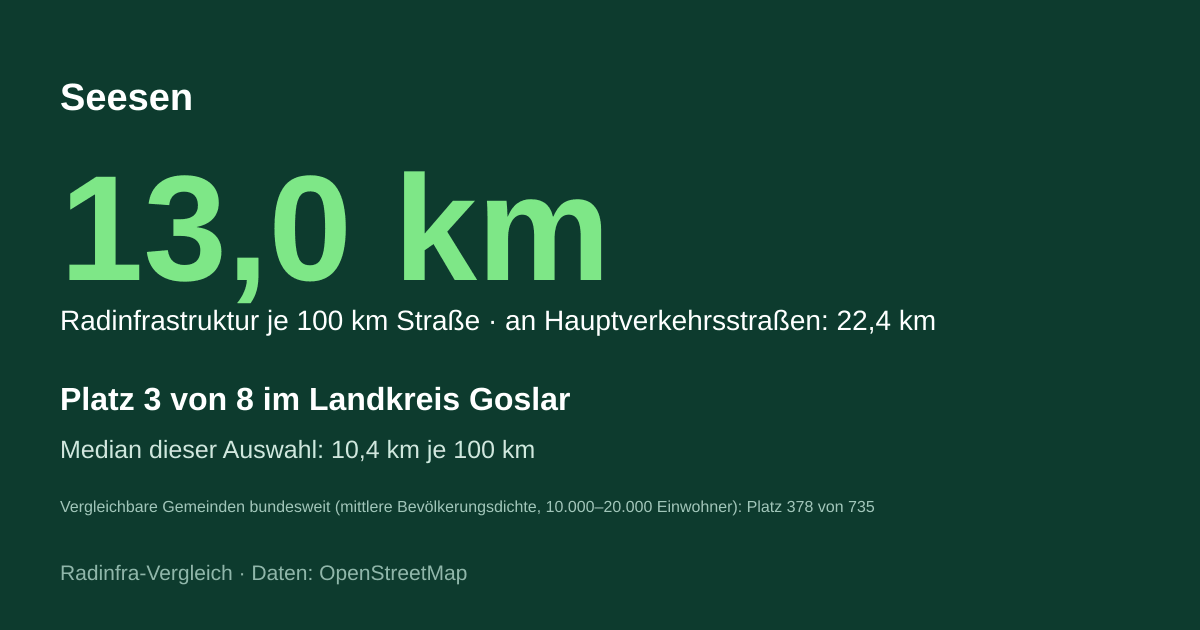 Seesen
13,0 km
Radinfrastruktur je 100 km Straße · an Hauptverkehrsstraßen: 22,4 km
Platz 3 von 8 im Landkreis Goslar
Median dieser Auswahl: 10,4 km je 100 km
Vergleichbare Gemeinden bundesweit (mittlere Bevölkerungsdichte, 10.000–20.000 Einwohner): Platz 378 von 735
Radinfra-Vergleich · Daten: OpenStreetMap